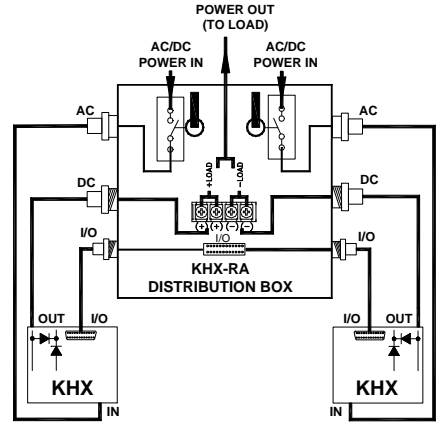 POWER OUT
(TO LOAD)
AC/DC
POWER IN
AC/DC
POWER IN
AC
AC
+LOAD
−LOAD
DC
DC
(+) (+) (−) (−)
I/O
I/O
I/O
KHX-RA
DISTRIBUTION BOX
OUT
I/O
I/O
OUT
KHX
KHX
IN
IN